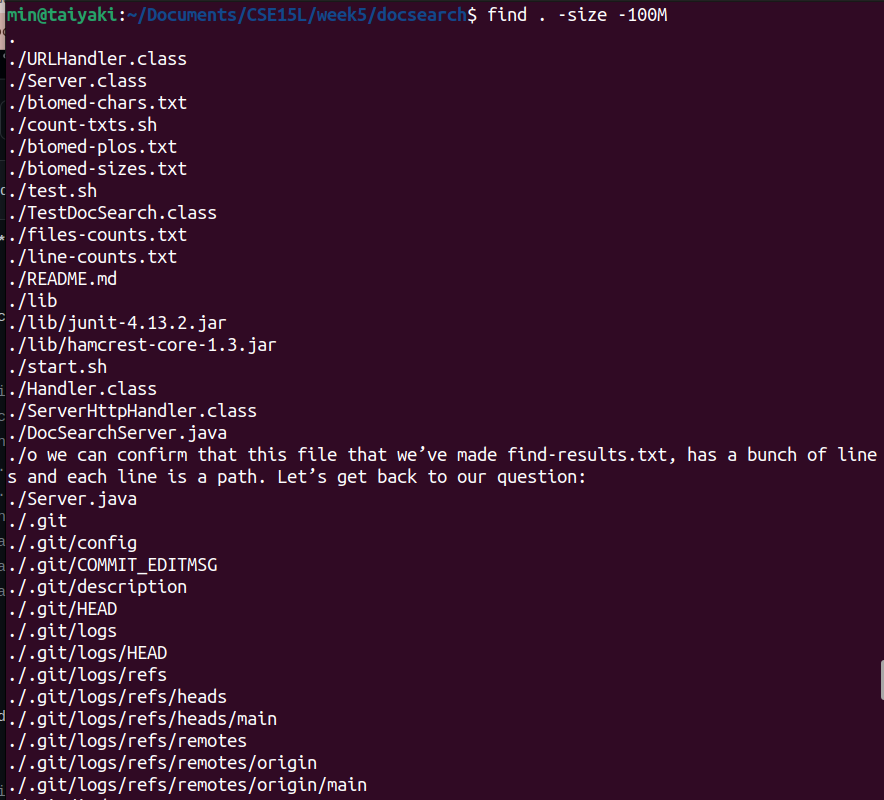 min@taiyaki:~/Documents/CSE15L/week5/docsearch$ find . -size -100M
.
./URLHandler.class
./Server.class
./biomed-chars.txt
./count-txts.sh
./biomed-plos.txt
./biomed-sizes.txt
./test.sh
./TestDocSearch.class
./files-counts.txt
./line-counts.txt
./README.md
./lib
./lib/junit-4.13.2.jar
./lib/hamcrest-core-1.3.jar
./start.sh
./Handler.class
./ServerHttpHandler.class
./DocSearchServer.java
./o we can confirm that this file that we’ve made find-results.txt, has a bunch of line
s and each line is a path. Let’s get back to our question:
./Server.java
./.git
./.git/config
./.git/COMMIT_EDITMSG
./.git/description
./.git/HEAD
./.git/logs
./.git/logs/HEAD
./.git/logs/refs
./.git/logs/refs/heads
./.git/logs/refs/heads/main
./.git/logs/refs/remotes
./.git/logs/refs/remotes/origin
./.git/logs/refs/remotes/origin/main